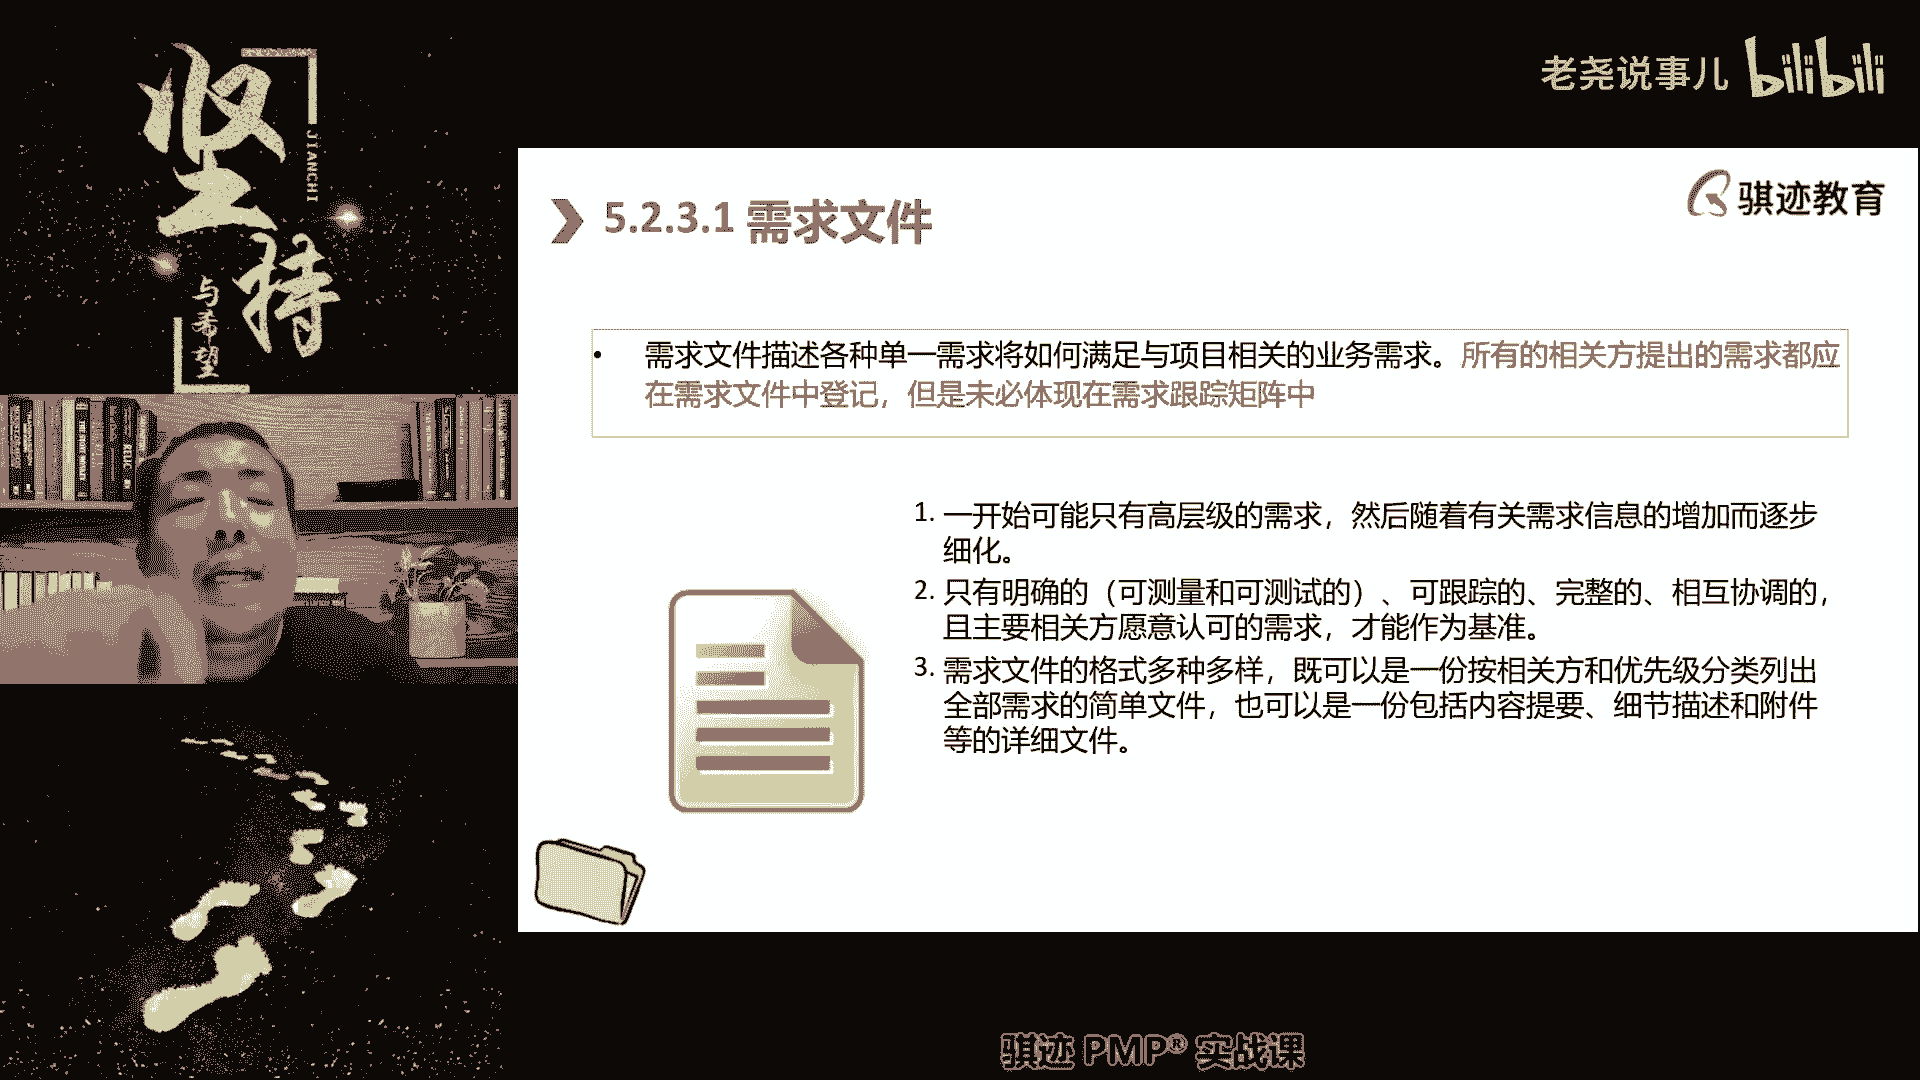 坚持
JIANCHI
与希望
老尧说事儿 bilibili
骐迹教育
5.2.3.1 需求文件
• 需求文件描述各种单一需求将如何满足与项目相关的业务需求。所有的相关方提出的需求都应
在需求文件中登记，但是未必体现在需求跟踪矩阵中
1. 一开始可能只有高层级的需求，然后随着有关需求信息的增加而逐步
细化。
2. 只有明确的（可测量和可测试的）、可跟踪的、完整的、相互协调的，
且主要相关方愿意认可的需求，才能作为基准。
3. 需求文件的格式多种多样，既可以是一份按相关方和优先级分类列出
全部需求的简单文件，也可以是一份包括内容提要、细节描述和附件
等的详细文件。
骐迹 PMP® 实战课